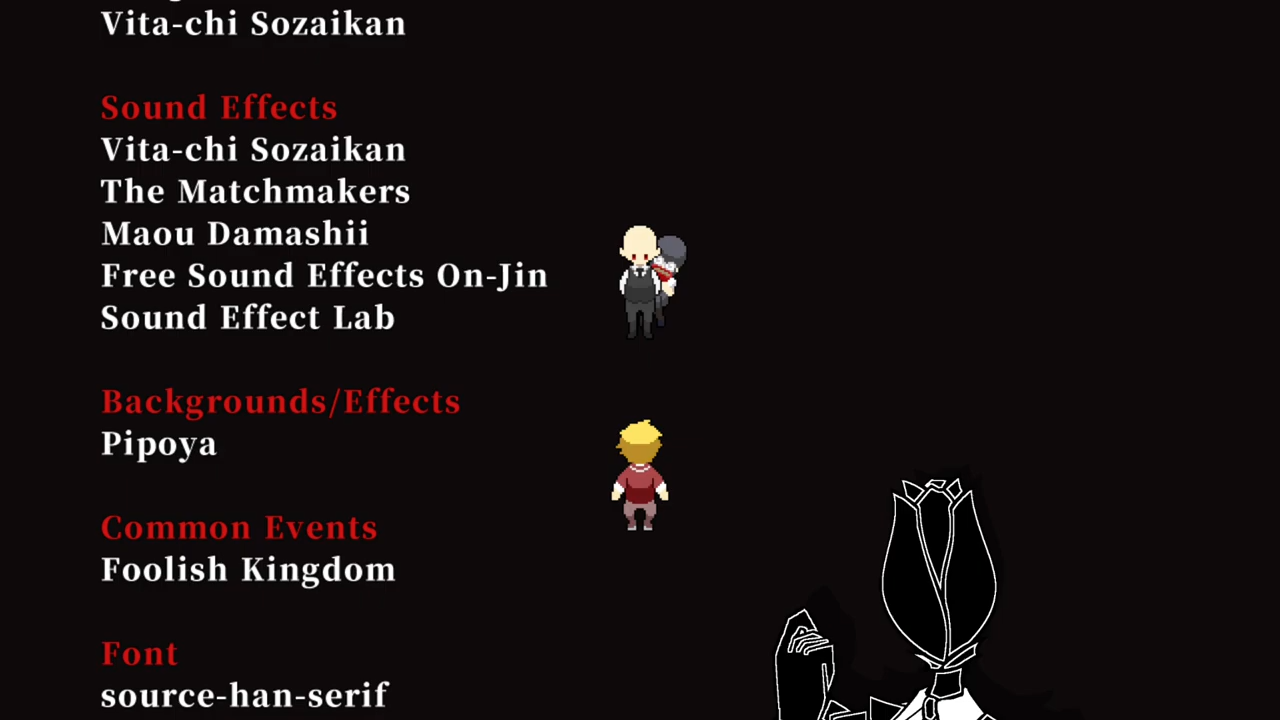 Vita-chi Sozaikan
Sound Effects
Vita-chi Sozaikan
The Matchmakers
Maou Damashii
Free Sound Effects On-Jin
Sound Effect Lab
Backgrounds/Effects
Pipoya
Common Events
Foolish Kingdom
Font
source-han-serif